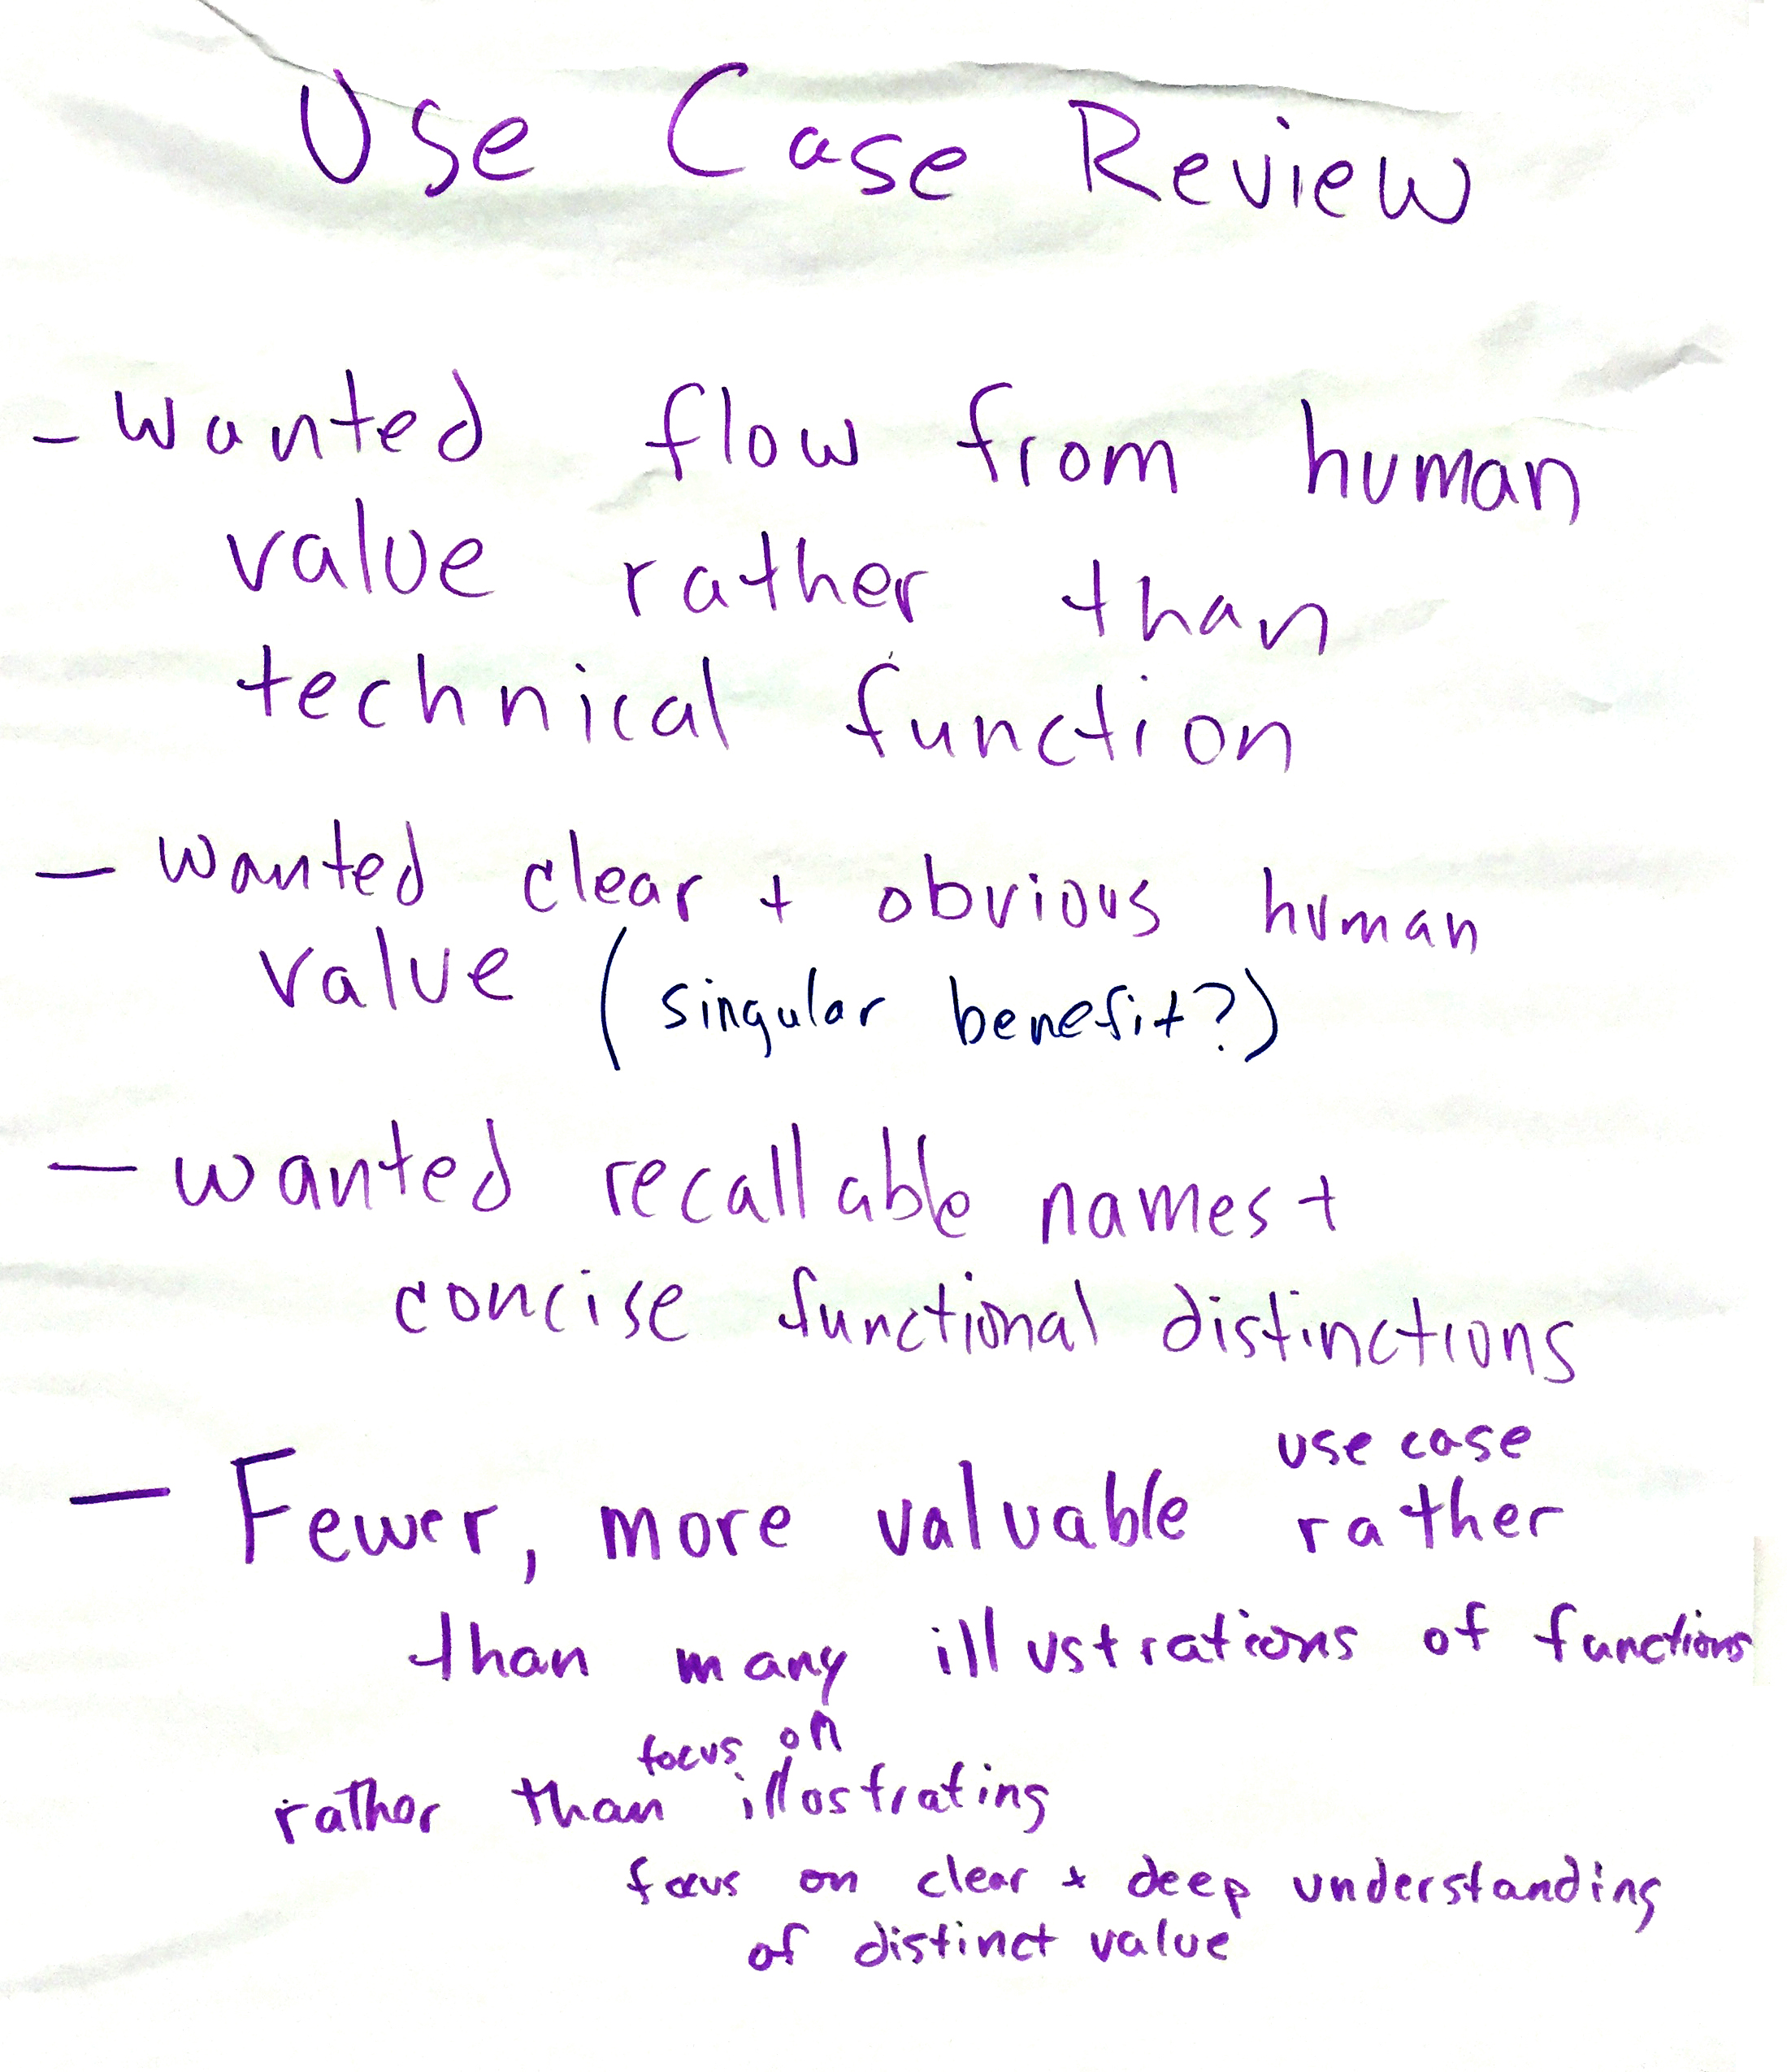 Use Case Review
- Wanted flow from human
value rather than
technical function
- Wanted clear + obvious human
value (singular benefit?)
- Wanted recallable names +
concise functional distinctions
use case
- Fewer, more valuable rather
than many illustrations of functions
focus on
rather than illustrating
focus on clear + deep understanding
of distinct value